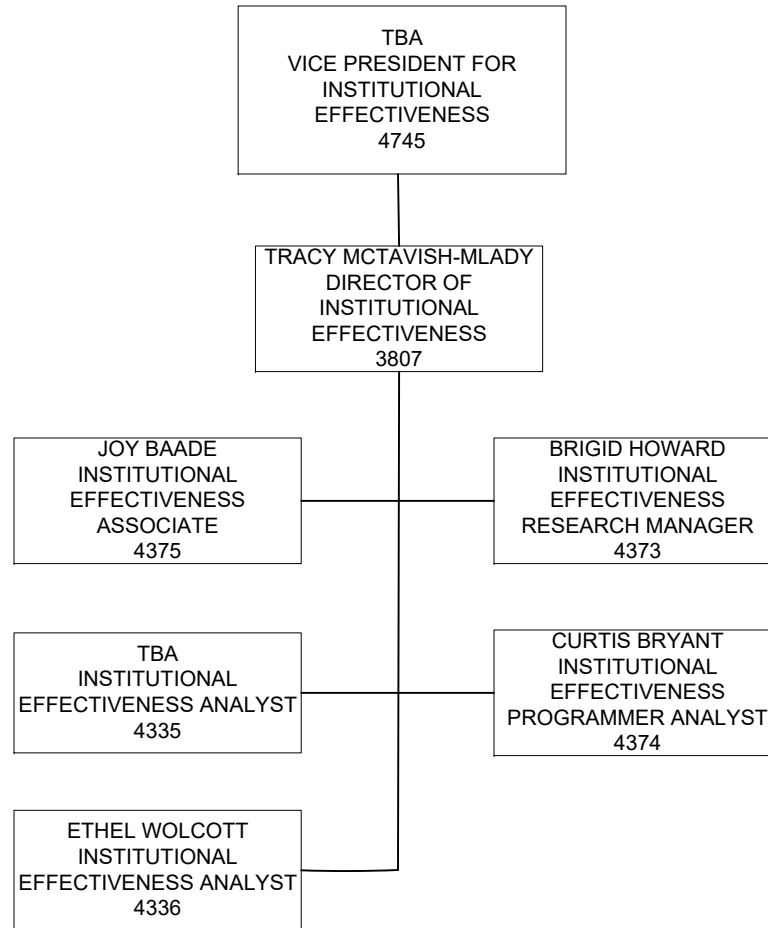 TBA
VICE PRESIDENT FOR
INSTITUTIONAL
EFFECTIVENESS
4745
TRACY MCTAVISH-MLADY
DIRECTOR OF
INSTITUTIONAL
EFFECTIVENESS
3807
JOY BAADE
INSTITUTIONAL
EFFECTIVENESS
ASSOCIATE
4375
BRIGID HOWARD
INSTITUTIONAL
EFFECTIVENESS
RESEARCH MANAGER
4373
TBA
INSTITUTIONAL
EFFECTIVENESS ANALYST
4335
CURTIS BRYANT
INSTITUTIONAL
EFFECTIVENESS
PROGRAMMER ANALYST
4374
ETHEL WOLCOTT
INSTITUTIONAL
EFFECTIVENESS ANALYST
4336